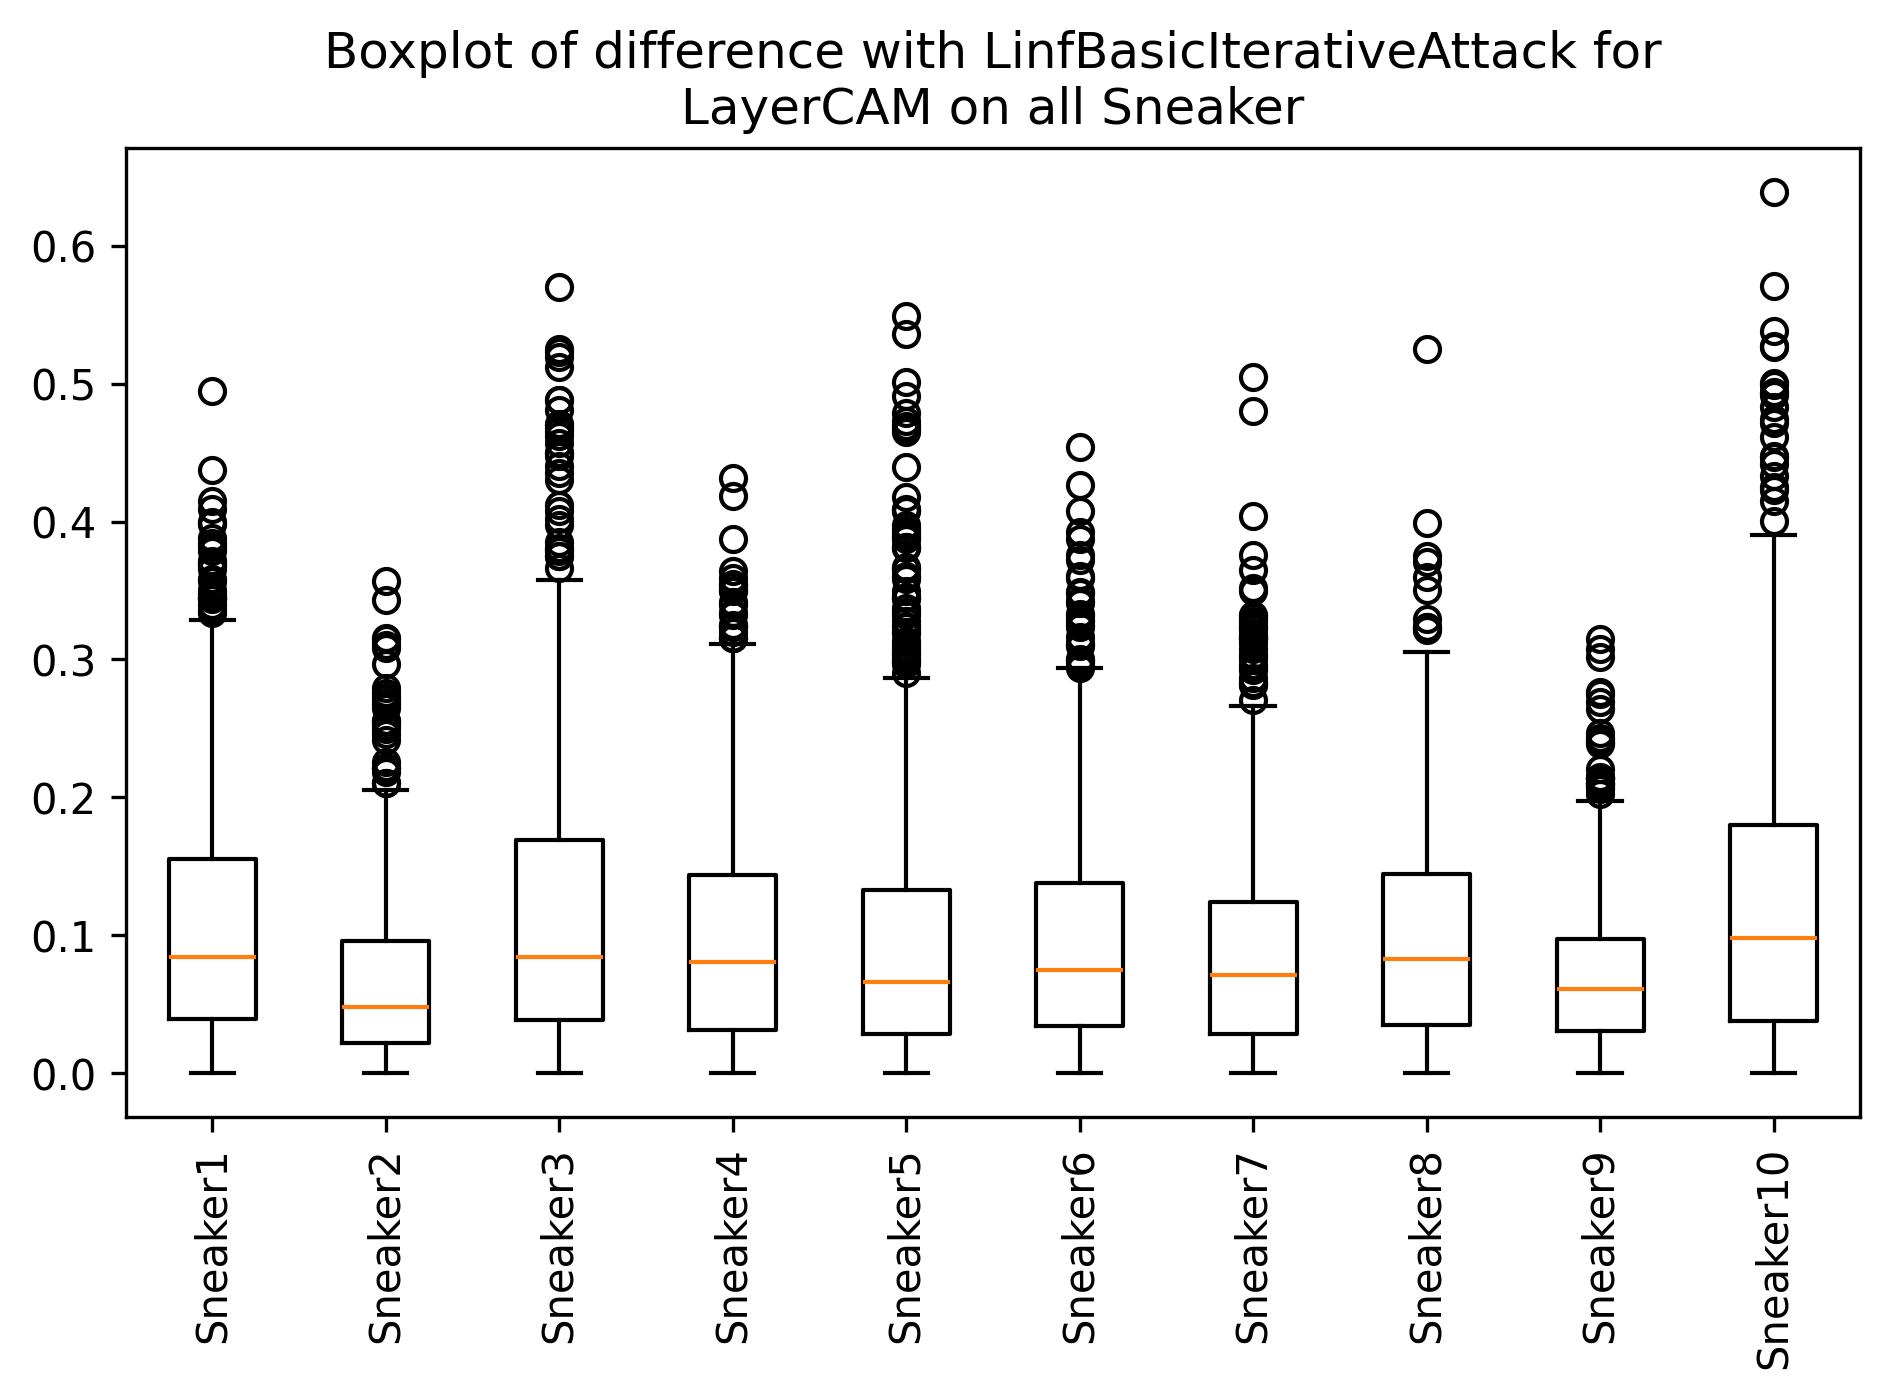 Boxplot of difference with LinfBasicIterativeAttack for
LayerCAM on all Sneaker
0.6
0.5
0.4
0.3
0.2
0.1
0.0
Sneaker1
Sneaker2
Sneaker3
Sneaker4
Sneaker5
Sneaker6
Sneaker7
Sneaker8
Sneaker9
Sneaker10